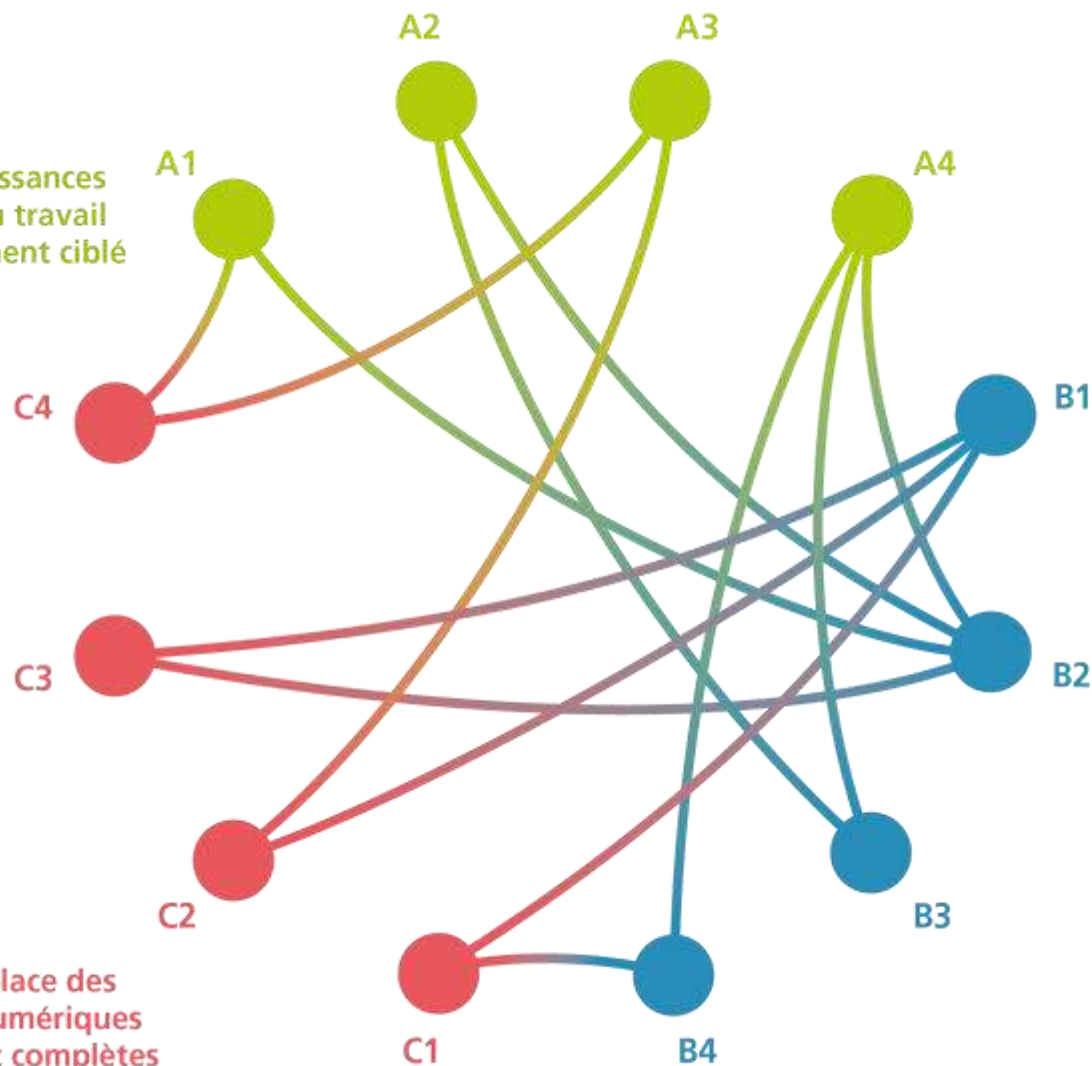 A2
A3
A1
A4
ssances
travail
ent ciblé
C4
B1
C3
B2
C2
B3
lace des
umériques
complètes
C1
B4